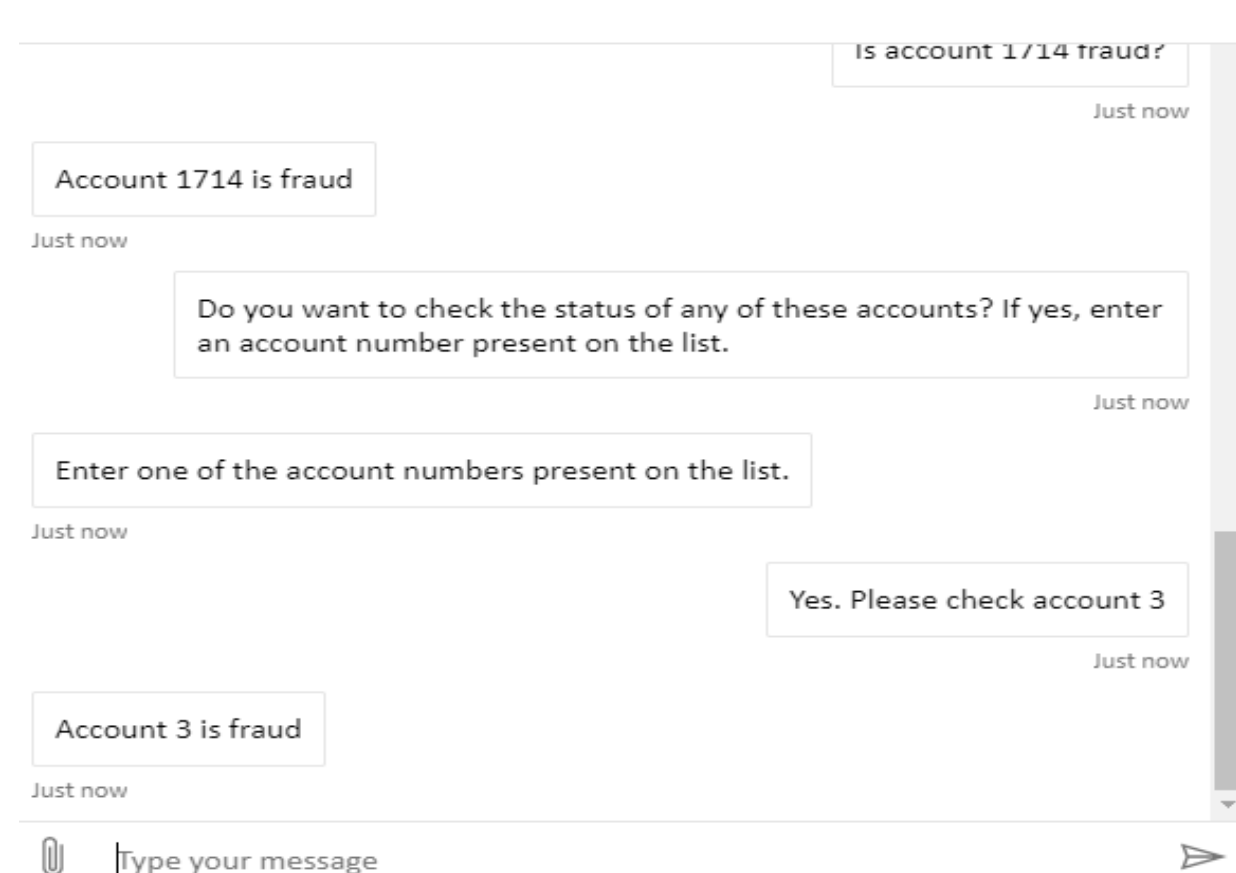 Is account 1714 fraud?
Just now
Account 1714 is fraud
Just now
Do you want to check the status of any of these accounts? If yes, enter
an account number present on the list.
Just now
Enter one of the account numbers present on the list.
Just now
Yes. Please check account 3
Just now
Account 3 is fraud
Just now
Type your message